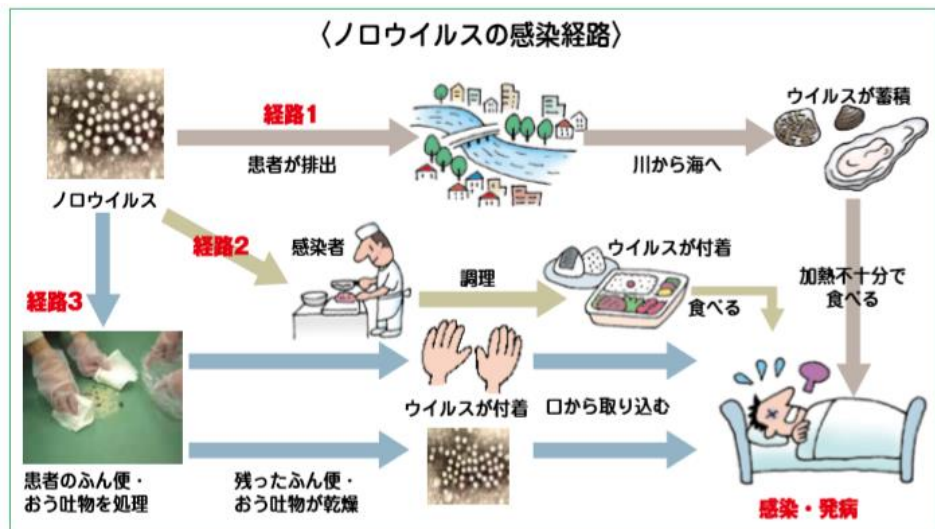 〈ノロウイルスの感染経路〉
ノロウイルス
経路1
患者が排出
川から海へ
ウイルスが蓄積
加熱不十分で
食べる
経路2
感染者
調理
ウイルスが付着
食べる
経路3
患者のふん便・
おう吐物を処理
ウイルスが付着
口から取り込む
残ったふん便・
おう吐物が乾燥
感染・発病